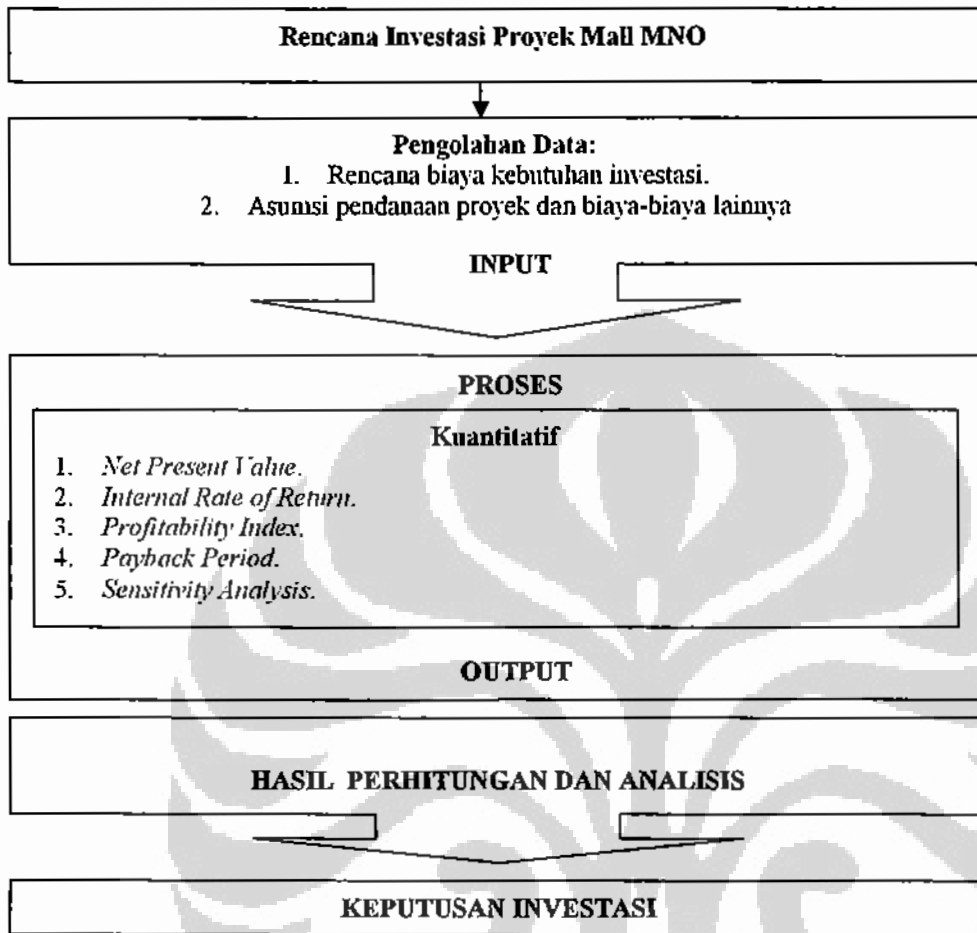 Rencana Investasi Proyek Mall MNO
Pengolahan Data:
1. Rencana biaya kebutuhan investasi.
2. Asumsi pendanaan proyek dan biaya-biaya lainnya
INPUT
PROSES
Kuantitatif
1. Net Present Value.
2. Internal Rate of Return.
3. Profitability Index.
4. Payback Period.
5. Sensitivity Analysis.
OUTPUT
HASIL PERHITUNGAN DAN ANALISIS
KEPUTUSAN INVESTASI